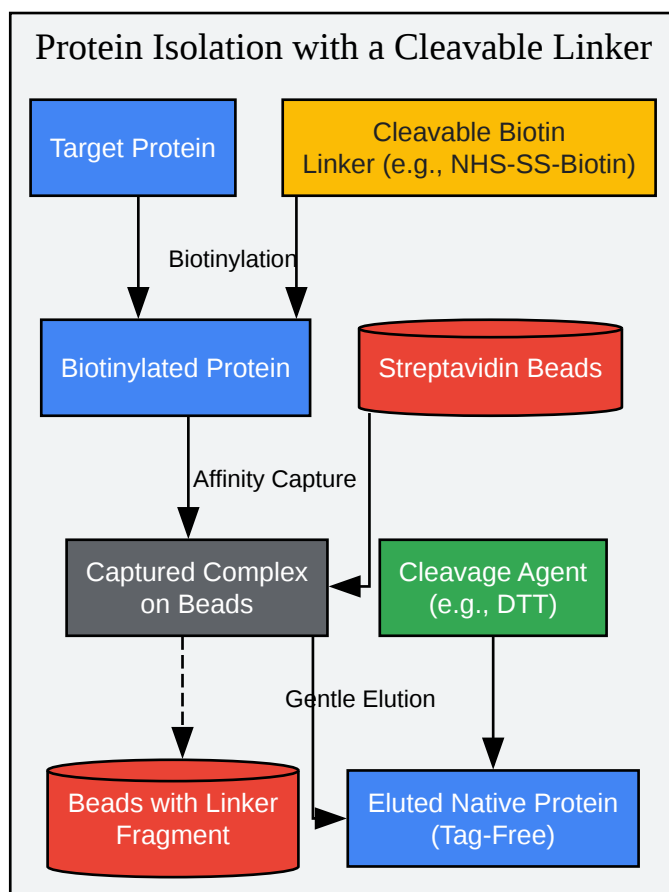 Protein Isolation with a Cleavable Linker
Target Protein
Cleavable Biotin
Linker (e.g., NHS-SS-Biotin)
Biotinylation
Biotinylated Protein
Streptavidin Beads
Affinity Capture
Captured Complex
on Beads
Cleavage Agent
(e.g., DTT)
Gentle Elution
Beads with Linker
Fragment
Eluted Native Protein
(Tag-Free)